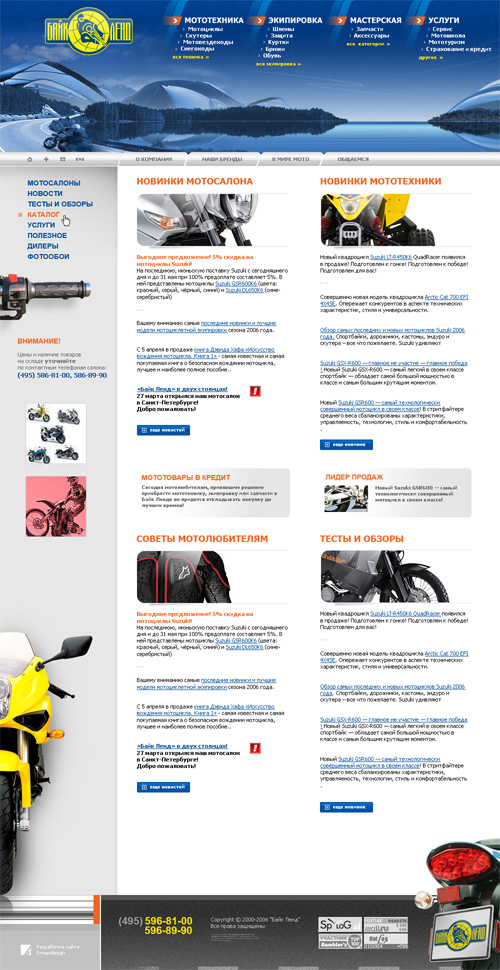 БАЙК ЛЕНД
МОТОТЕХНИКА
Мотоциклы
Скутеры
Мотовездеходы
Снегоходы
вся техника »
ЭКИПИРОВКА
Шлемы
Защита
Куртки
Брюки
Обувь
вся экипировка »
МАСТЕРСКАЯ
Запчасти
Аксессуары
все категории »
УСЛУГИ
Сервис
Мотошкола
Мототуризм
Страхование и кредит
другое »
О КОМПАНИИ
НАШИ БРЕНДЫ
В МИРЕ МОТО
ОБЩАЕМСЯ
МОТОСАЛОНЫ
НОВОСТИ
ТЕСТЫ И ОБЗОРЫ
КАТАЛОГ
УСЛУГИ
ПОЛЕЗНОЕ
ДИЛЕРЫ
ФОТООБОИ
ВНИМАНИЕ!
Цены и наличие товаров
на складе уточняйте
по контактным телефонам салона:
(495) 586-81-00, 586-89-90
НОВИНКИ МОТОСАЛОНА
Выгодное предложение! 5% скидка на
мотоциклы Suzuki!
На последнюю, июньскую поставку Suzuki с сегодняшнего
дня и до 31 мая при 100% предоплате составляет 5%. В
ней представлены мотоциклы Suzuki GSR600K6 (цвета:
красный, серый, чёрный, синий) и Suzuki DL650K6 (сине-
серебристый)
. . .
Вашему вниманию самые последние новинки и лучшие
модели мотоциклетной экипировки сезона 2006 года.
С 5 апреля в продаже книга Дэвида Хафа «Искусство
вождения мотоцикла. Книга 1» - самая известная и самая
покупаемая книга о безопасном вождении мотоцикла,
лучшее и наиболее полное пособие..
«Байк Ленд» в двух столицах!
27 марта открылся наш мотосалон
в Санкт-Петербурге!
Добро пожаловать!
еще новостей
НОВИНКИ МОТОТЕХНИКИ
Новый квадроцикл Suzuki LT-R450K6 QuadRacer появился
в продаже! Подготовлен к гонке! Подготовлен к победе!
Подготовлен для вас!
. . .
Совершенно новая модель квадроцикла Arctic Cat 700 EFI
4X4SE. Опережает конкурентов в аспекте технических
характеристик, стиля и универсальности.
Обзор самых последних и новых мотоциклов Suzuki 2006
года. Спортбайки, дорожники, кастомы, эндуро и
скутера – все что пожелаете. Suzuki удивляют
Suzuki GSX-R600 — главное не участие — главное победа
! Новый Suzuki GSX-R600 — самый легкий в своем классе
спортбайк — обладает самой большой мощностью в
классе и самым большим крутящим моментом.
Новый Suzuki GSR600 — самый технологически
совершенный мотоцикл в своем классе! В стритфайтере
среднего веса сбалансированы характеристики,
управляемость, технологии, стиль и комфортабельность
.
еще новинок
МОТОТОВАРЫ В КРЕДИТ
Сегодня мотолюбителям, принявшим решение
приобрести мототехнику, экипировку или запчасти в
Байк Ленде не придется откладывать покупку до
лучших времен!
ЛИДЕР ПРОДАЖ
Новый Suzuki GSR600 — самый
технологически совершенный
мотоцикл в своем классе!
СОВЕТЫ МОТОЛЮБИТЕЛЯМ
Выгодное предложение! 5% скидка на
мотоциклы Suzuki!
На последнюю, июньскую поставку Suzuki с сегодняшнего
дня и до 31 мая при 100% предоплате составляет 5%. В
ней представлены мотоциклы Suzuki GSR600K6 (цвета:
красный, серый, чёрный, синий) и Suzuki DL650K6 (сине-
серебристый)
. . .
Вашему вниманию самые последние новинки и лучшие
модели мотоциклетной экипировки сезона 2006 года.
С 5 апреля в продаже книга Дэвида Хафа «Искусство
вождения мотоцикла. Книга 1» - самая известная и самая
покупаемая книга о безопасном вождении мотоцикла,
лучшее и наиболее полное пособие..
«Байк Ленд» в двух столицах!
27 марта открылся наш мотосалон
в Санкт-Петербурге!
Добро пожаловать!
еще новостей
ТЕСТЫ И ОБЗОРЫ
Новый квадроцикл Suzuki LT-R450K6 QuadRacer появился
в продаже! Подготовлен к гонке! Подготовлен к победе!
Подготовлен для вас!
. . .
Совершенно новая модель квадроцикла Arctic Cat 700 EFI
4X4SE. Опережает конкурентов в аспекте технических
характеристик, стиля и универсальности.
Обзор самых последних и новых мотоциклов Suzuki 2006
года. Спортбайки, дорожники, кастомы, эндуро и
скутера – все что пожелаете. Suzuki удивляют
Suzuki GSX-R600 — главное не участие — главное победа
! Новый Suzuki GSX-R600 — самый легкий в своем классе
спортбайк — обладает самой большой мощностью в
классе и самым большим крутящим моментом.
Новый Suzuki GSR600 — самый технологически
совершенный мотоцикл в своем классе! В стритфайтере
среднего веса сбалансированы характеристики,
управляемость, технологии, стиль и комфортабельность
.
еще новинок
Разработка сайта
Artwerdesign
(495) 596-81-00
596-89-90
Copyright © 2000-2006 "Байк Ленд"
Все права защищены
SpyLOG
mail.ru
УЧАСТНИК
Rambler's
TOP 100
HotLog
БАЙК ЛЕНД